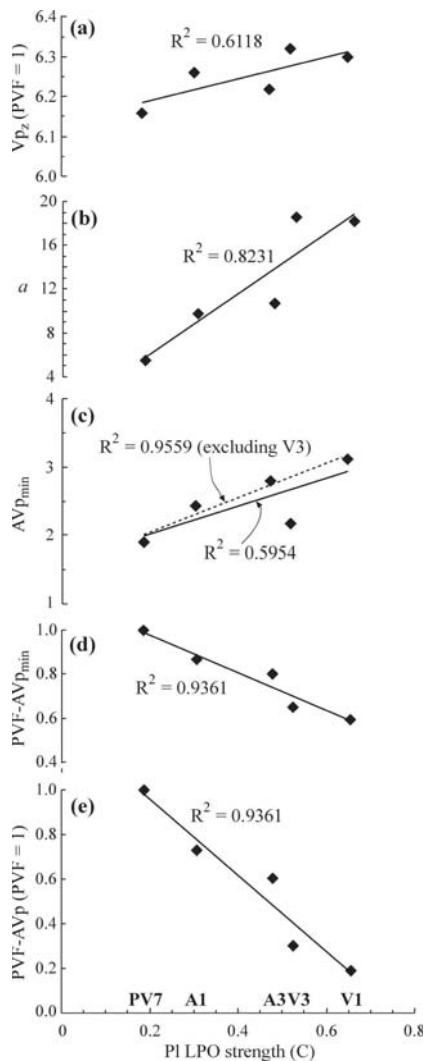 (a)
6.4
6.3
6.2
6.1
6.0
Vp_z (PVF = 1)
R² = 0.6118
(b)
20
16
12
8
4
a
R² = 0.8231
(c)
4
3
2
1
AVp_min
R² = 0.9559 (excluding V3)
R² = 0.5954
(d)
1.0
0.8
0.6
0.4
PVF-AVp_min
R² = 0.9361
(e)
1.0
0.8
0.6
0.4
0.2
0.0
PVF-AVp (PVF = 1)
R² = 0.9361
PV7 A1 A3 V3 V1
0 0.2 0.4 0.6 0.8
Pl LPO strength (C)